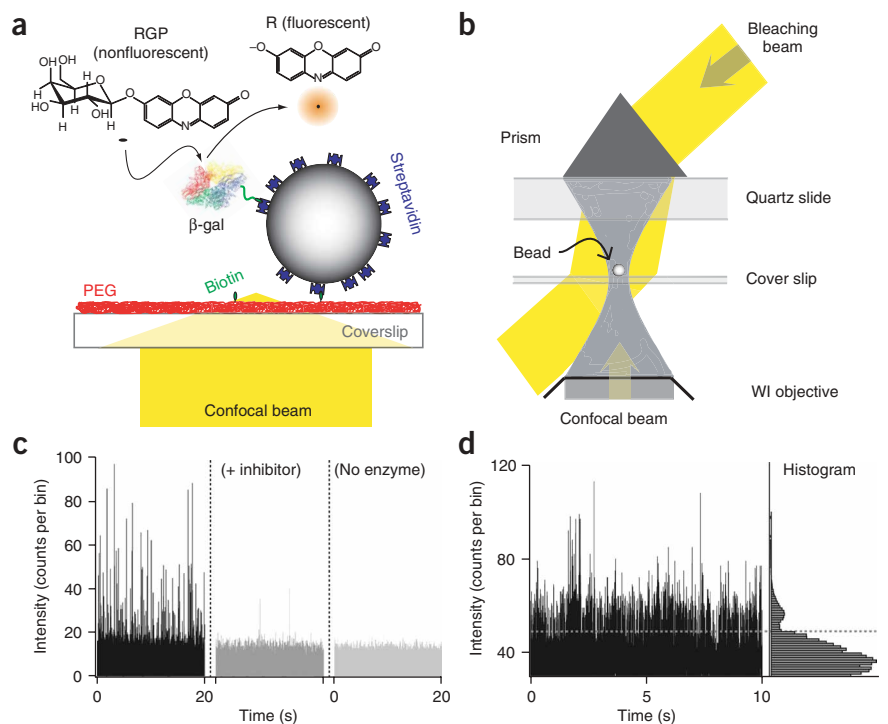 a
RGP
(nonfluorescent)
R (fluorescent)
OH
OH
H
O
HO
H
OH
H
H
O
O
N
O
−O
O
N
O
β-gal
Streptavidin
PEG
Biotin
Coverslip
Confocal beam
b
Bleaching
beam
Prism
Quartz slide
Bead
Cover slip
WI objective
Confocal beam
c
Intensity (counts per bin)
100
80
60
40
20
0
(+ inhibitor)
(No enzyme)
0
20
0
20
Time (s)
d
Intensity (counts per bin)
120
80
40
Histogram
0
5
10
Time (s)